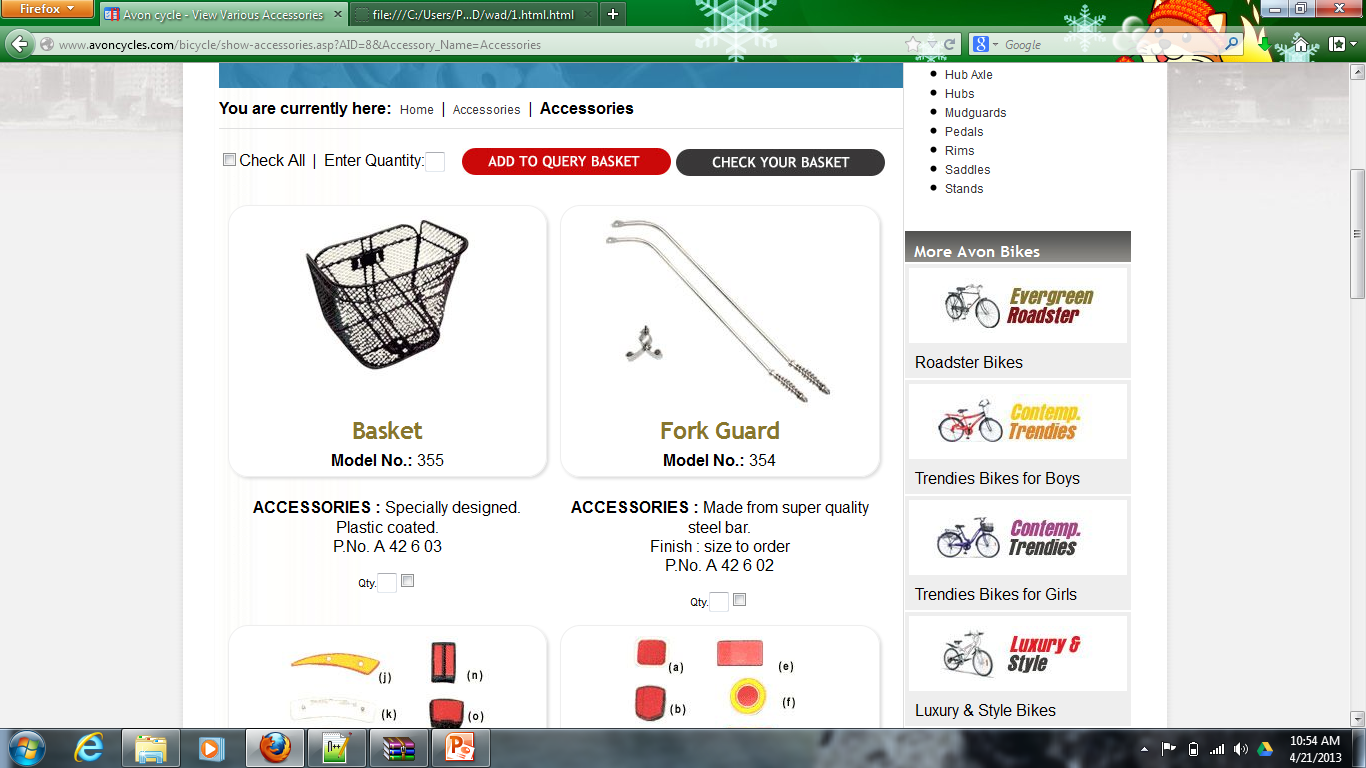 Firefox
Avon cycle - View Various Accessories
file:///C:/Users/P...D/wad/1.html.html
www.avoncycles.com/bicycle/show-accessories.asp?AID=8&Accessory_Name=Accessories
Google
Hub Axle
Hubs
Mudguards
Pedals
Rims
Saddles
Stands
You are currently here: Home | Accessories | Accessories
Check All | Enter Quantity:
ADD TO QUERY BASKET
CHECK YOUR BASKET
Basket
Model No.: 355
ACCESSORIES : Specially designed.
Plastic coated.
P.No. A 42 6 03
Qty.
Fork Guard
Model No.: 354
ACCESSORIES : Made from super quality
steel bar.
Finish : size to order
P.No. A 42 6 02
Qty.
(j)
(n)
(k)
(o)
(a)
(e)
(b)
(f)
More Avon Bikes
Evergreen
Roadster
Roadster Bikes
Contemp.
Trendies
Trendies Bikes for Boys
Contemp.
Trendies
Trendies Bikes for Girls
Luxury &
Style
Luxury & Style Bikes
10:54 AM
4/21/2013